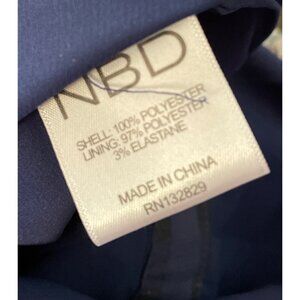 NBD
SHELL: 100% POLYESTER
LINING: 97% POLYESTER
3% ELASTANE
MADE IN CHINA
RN132829